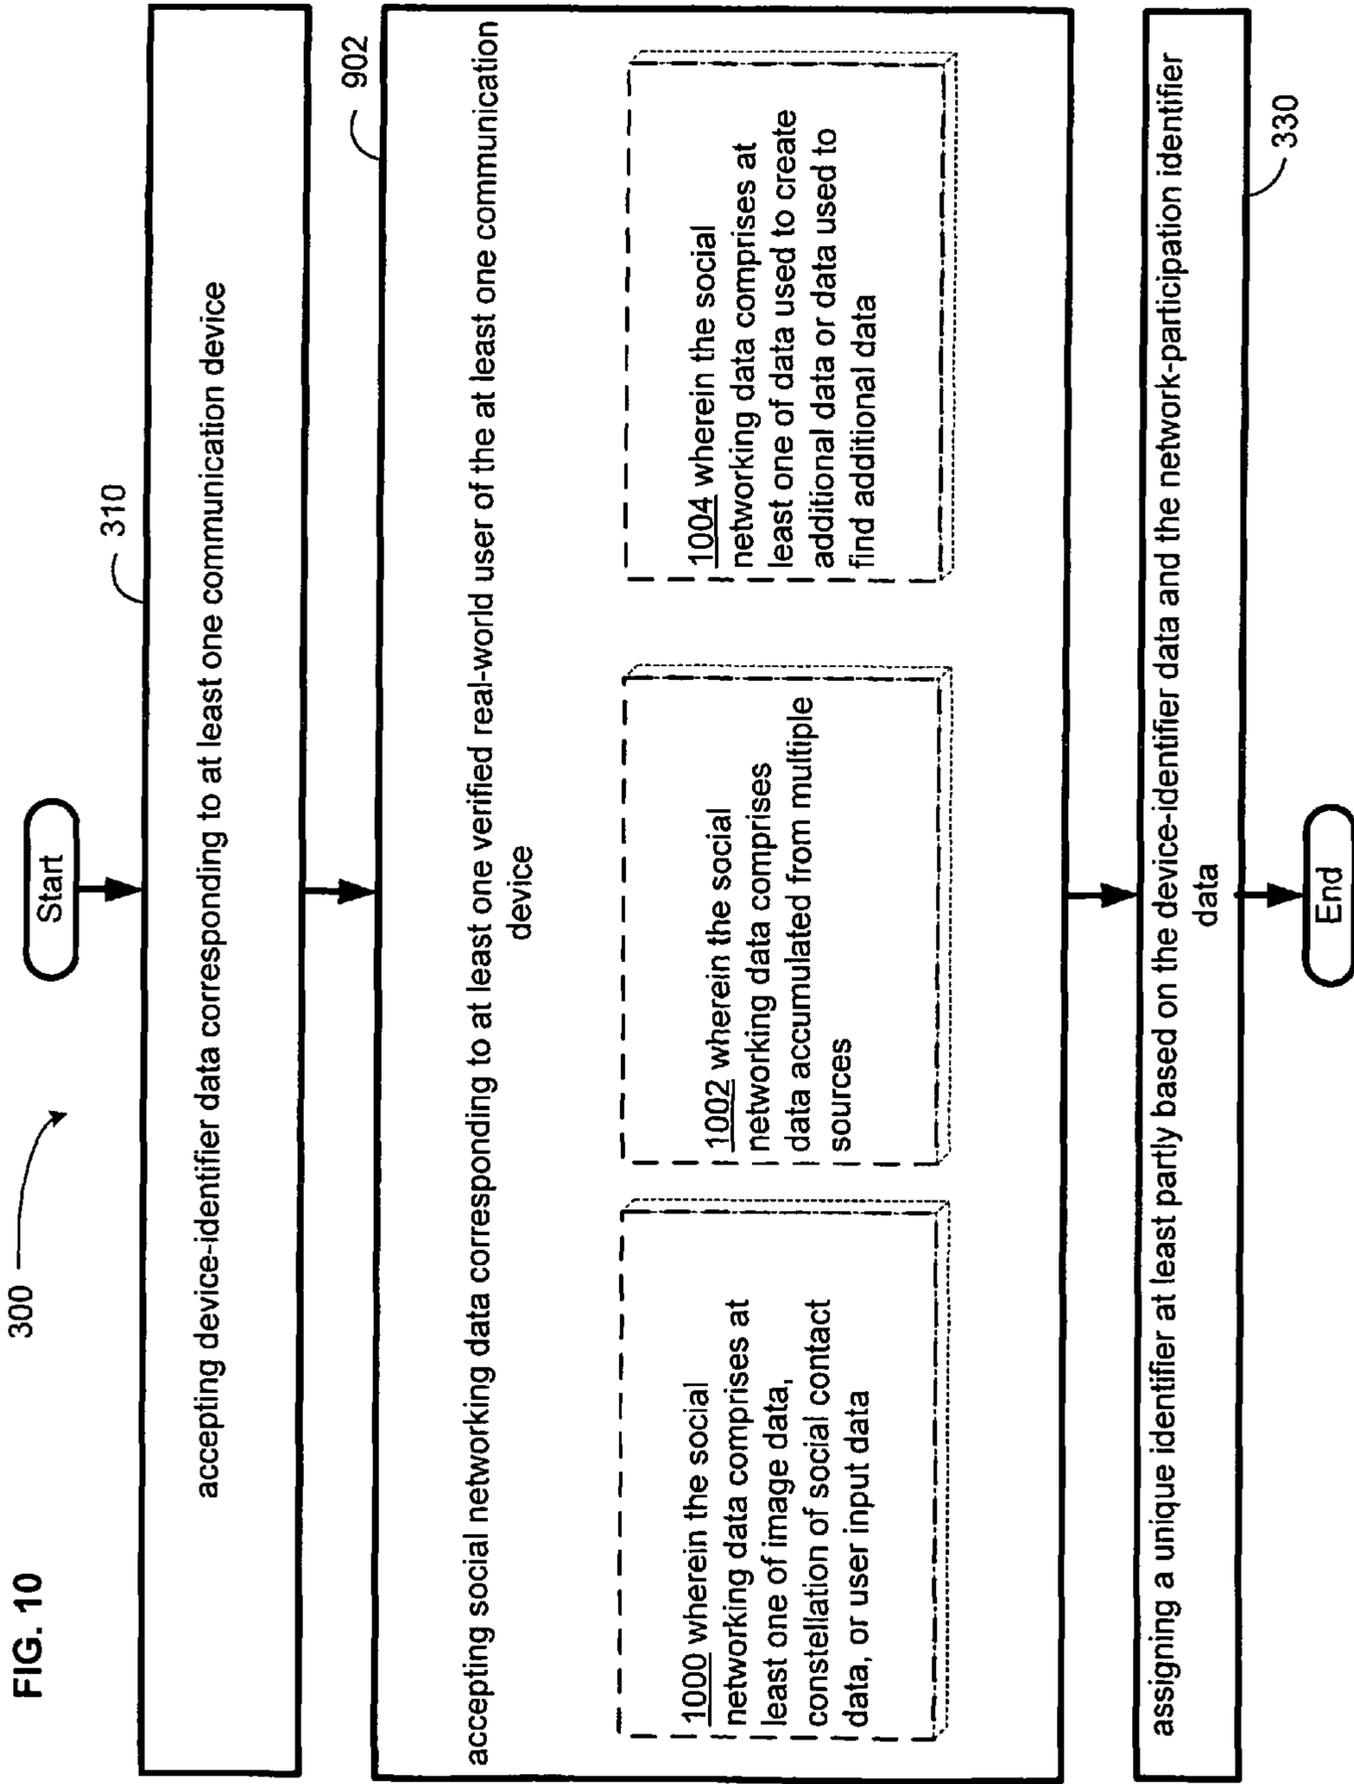 FIG. 10
300
Start
310
accepting device-identifier data corresponding to at least one communication device
902
accepting social networking data corresponding to at least one verified real-world user of the at least one communication
device
1000 wherein the social
networking data comprises at
least one of image data,
constellation of social contact
data, or user input data
1002 wherein the social
networking data comprises
data accumulated from multiple
sources
1004 wherein the social
networking data comprises at
least one of data used to create
additional data or data used to
find additional data
assigning a unique identifier at least partly based on the device-identifier data and the network-participation identifier
data
330
End